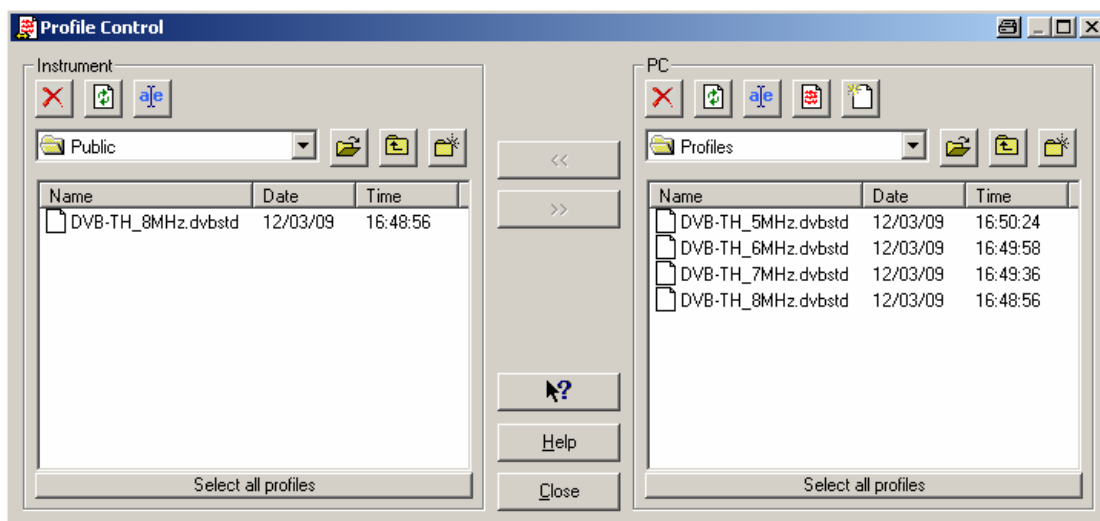 Profile Control
Instrument
PC
aƖe
aƖe
Public
Profiles
<<
>>
Name Date Time
DVB-TH_8MHz.dvbstd 12/03/09 16:48:56
Name Date Time
DVB-TH_5MHz.dvbstd 12/03/09 16:50:24
DVB-TH_6MHz.dvbstd 12/03/09 16:49:58
DVB-TH_7MHz.dvbstd 12/03/09 16:49:36
DVB-TH_8MHz.dvbstd 12/03/09 16:48:56
?
Help
Close
Select all profiles
Select all profiles